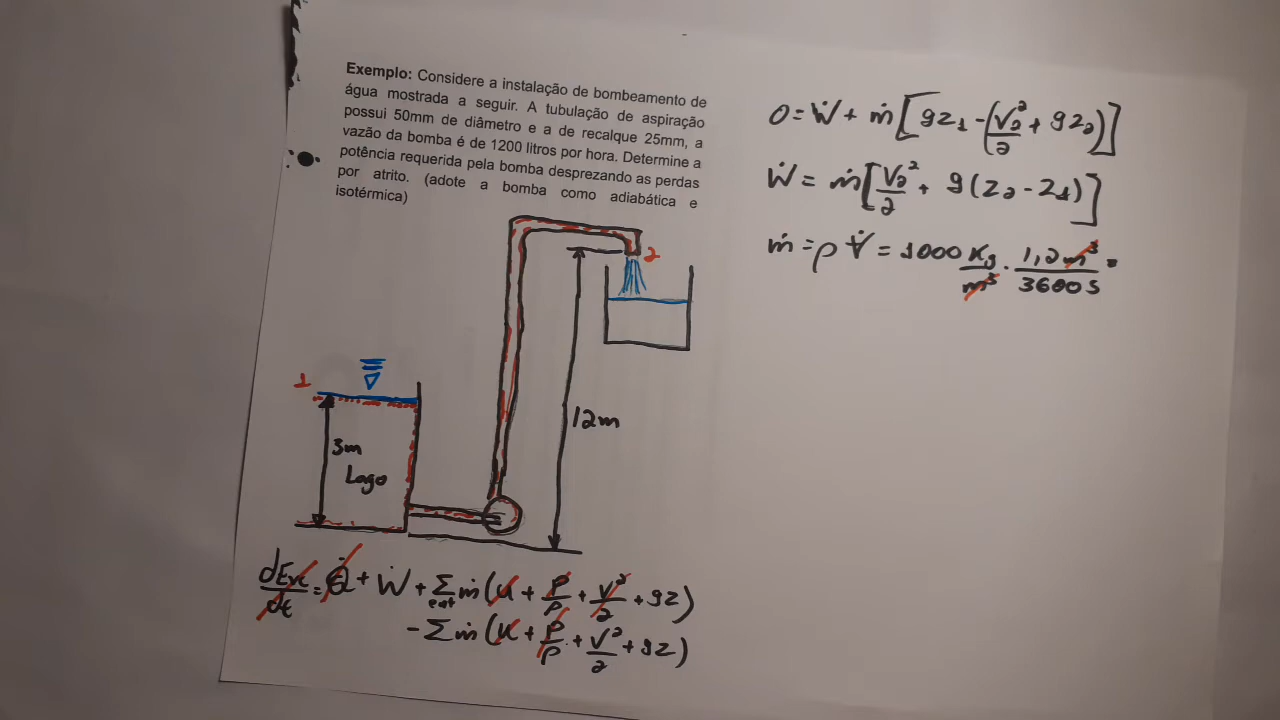 Exemplo: Considere a instalação de bombeamento de
água mostrada a seguir. A tubulação de aspiração
possui 50mm de diâmetro e a de recalque 25mm, a
vazão da bomba é de 1200 litros por hora. Determine a
potência requerida pela bomba desprezando as perdas
por atrito. (adote a bomba como adiabática e
isotérmica)
2
1
12m
3m
Lago
dEvc/dt = Q̇ + Ẇ + Σent ṁ(u + P/ρ + V²/2 + gz)
- Σ ṁ(u + P/ρ + V²/2 + gz)
0 = Ẇ + ṁ[gz1 - (V2²/2 + gz2)]
Ẇ = ṁ[V2²/2 + g(z2 - z1)]
ṁ = ρV̇ = 1000 Kg/m³ · 1,2m³/3600s =